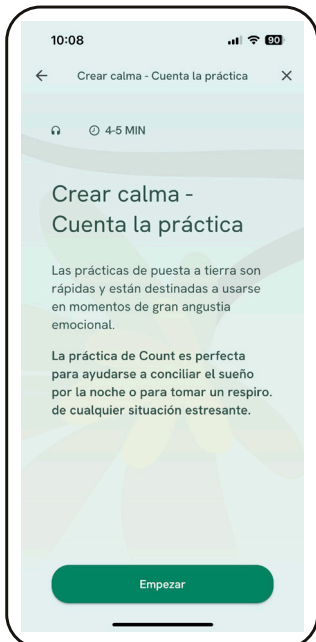 10:08
90
Crear calma - Cuenta la práctica
4-5 MIN
Crear calma -
Cuenta la práctica
Las prácticas de puesta a tierra son
rápidas y están destinadas a usarse
en momentos de gran angustia
emocional.
La práctica de Count es perfecta
para ayudarse a conciliar el sueño
por la noche o para tomar un respiro.
de cualquier situación estresante.
Empezar